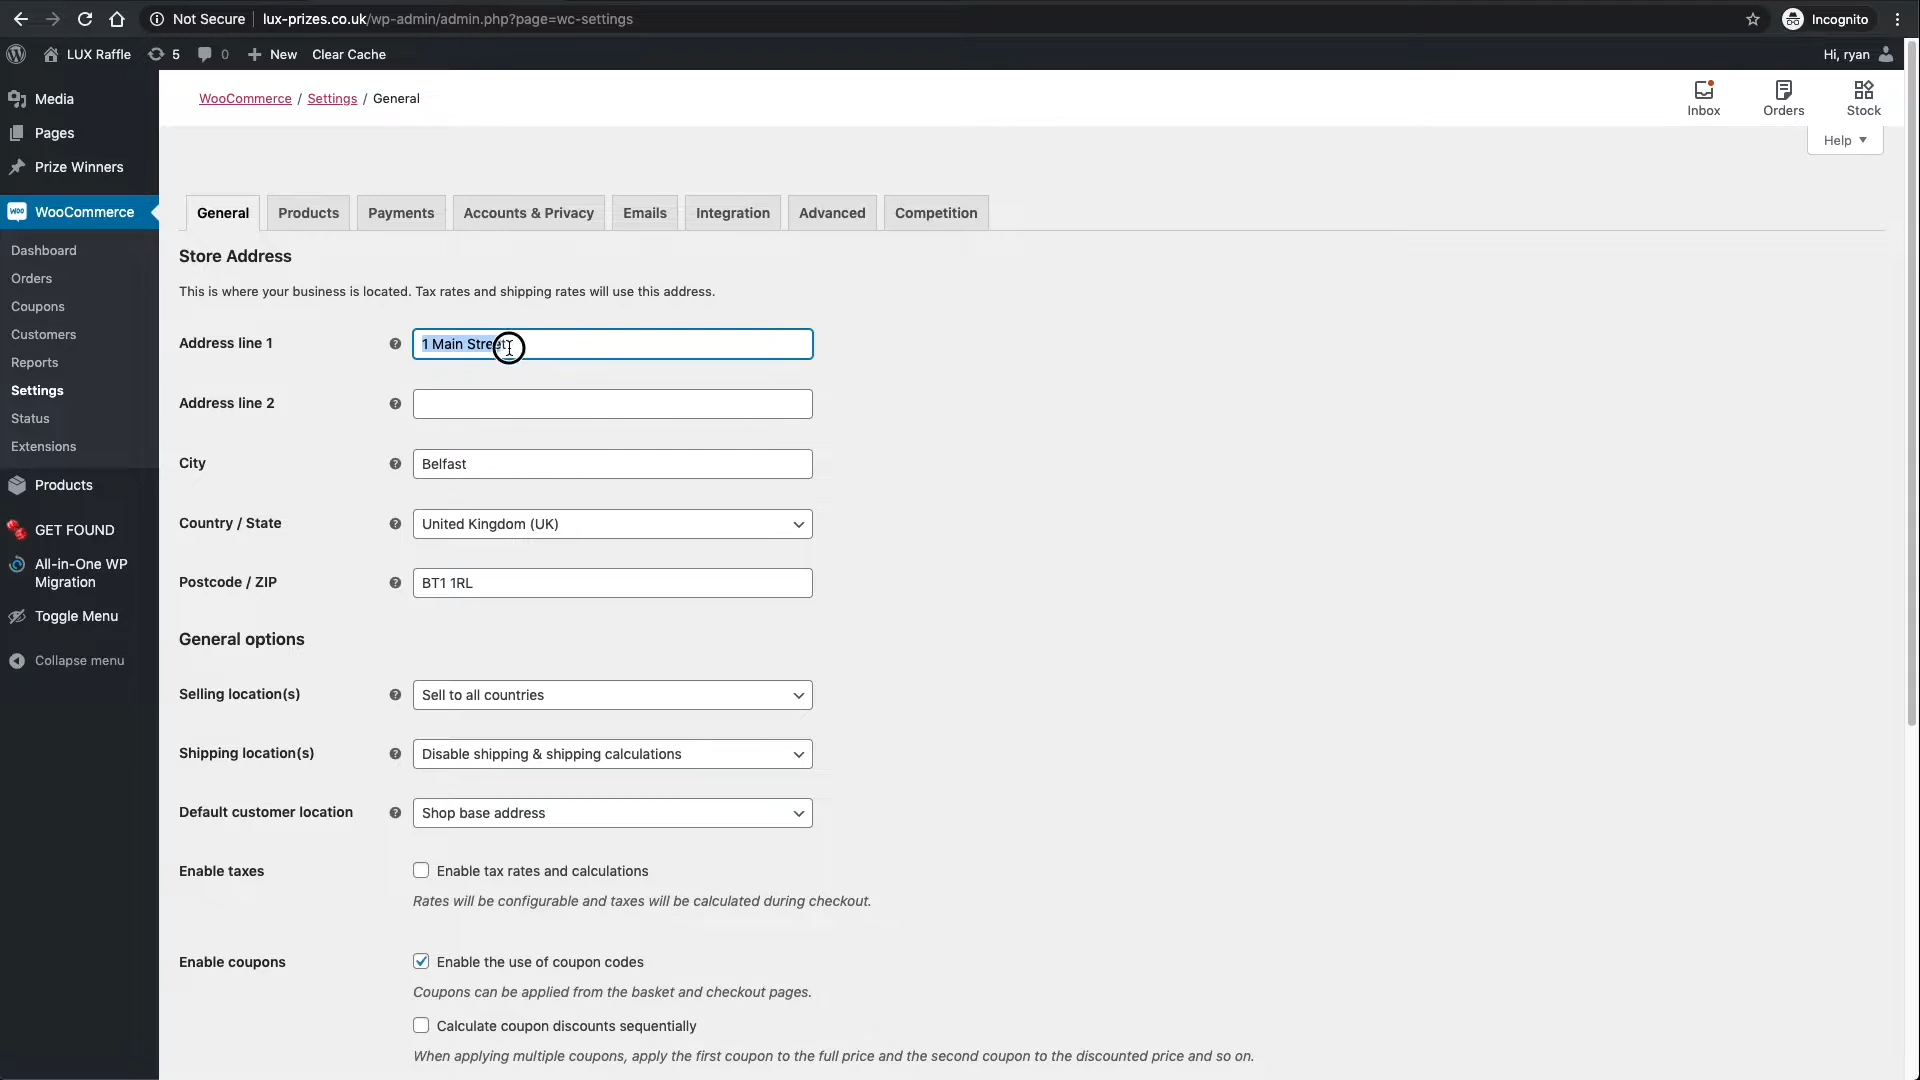 Not Secure lux-prizes.co.uk/wp-admin/admin.php?page=wc-settings Incognito
LUX Raffle 5 0 New Clear Cache Hi, ryan
Media
Pages
Prize Winners
WooCommerce
Dashboard
Orders
Coupons
Customers
Reports
Settings
Status
Extensions
Products
GET FOUND
All-in-One WP
Migration
Toggle Menu
Collapse menu
WooCommerce / Settings / General
Inbox Orders Stock
Help
General Products Payments Accounts & Privacy Emails Integration Advanced Competition
Store Address
This is where your business is located. Tax rates and shipping rates will use this address.
Address line 1 1 Main Street
Address line 2
City Belfast
Country / State United Kingdom (UK)
Postcode / ZIP BT1 1RL
General options
Selling location(s) Sell to all countries
Shipping location(s) Disable shipping & shipping calculations
Default customer location Shop base address
Enable taxes Enable tax rates and calculations
Rates will be configurable and taxes will be calculated during checkout.
Enable coupons Enable the use of coupon codes
Coupons can be applied from the basket and checkout pages.
Calculate coupon discounts sequentially
When applying multiple coupons, apply the first coupon to the full price and the second coupon to the discounted price and so on.